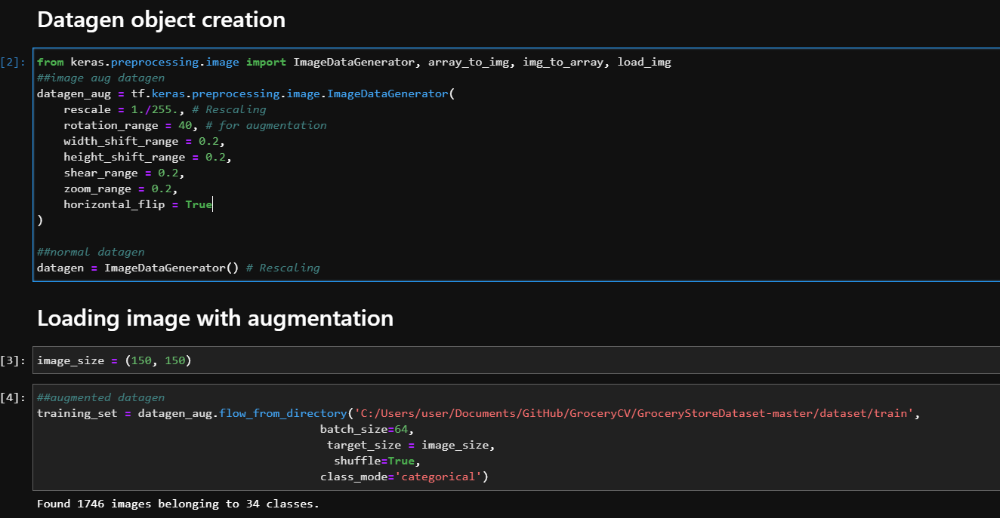 Datagen object creation
[2]: from keras.preprocessing.image import ImageDataGenerator, array_to_img, img_to_array, load_img
##image aug datagen
datagen_aug = tf.keras.preprocessing.image.ImageDataGenerator(
    rescale = 1./255., # Rescaling
    rotation_range = 40, # for augmentation
    width_shift_range = 0.2,
    height_shift_range = 0.2,
    shear_range = 0.2,
    zoom_range = 0.2,
    horizontal_flip = True
)
##normal datagen
datagen = ImageDataGenerator() # Rescaling
Loading image with augmentation
[3]: image_size = (150, 150)
[4]: ##augmented datagen
training_set = datagen_aug.flow_from_directory('C:/Users/user/Documents/GitHub/GroceryCV/GroceryStoreDataset-master/dataset/train',
                                          batch_size=64,
                                           target_size = image_size,
                                            shuffle=True,
                                          class_mode='categorical')
Found 1746 images belonging to 34 classes.